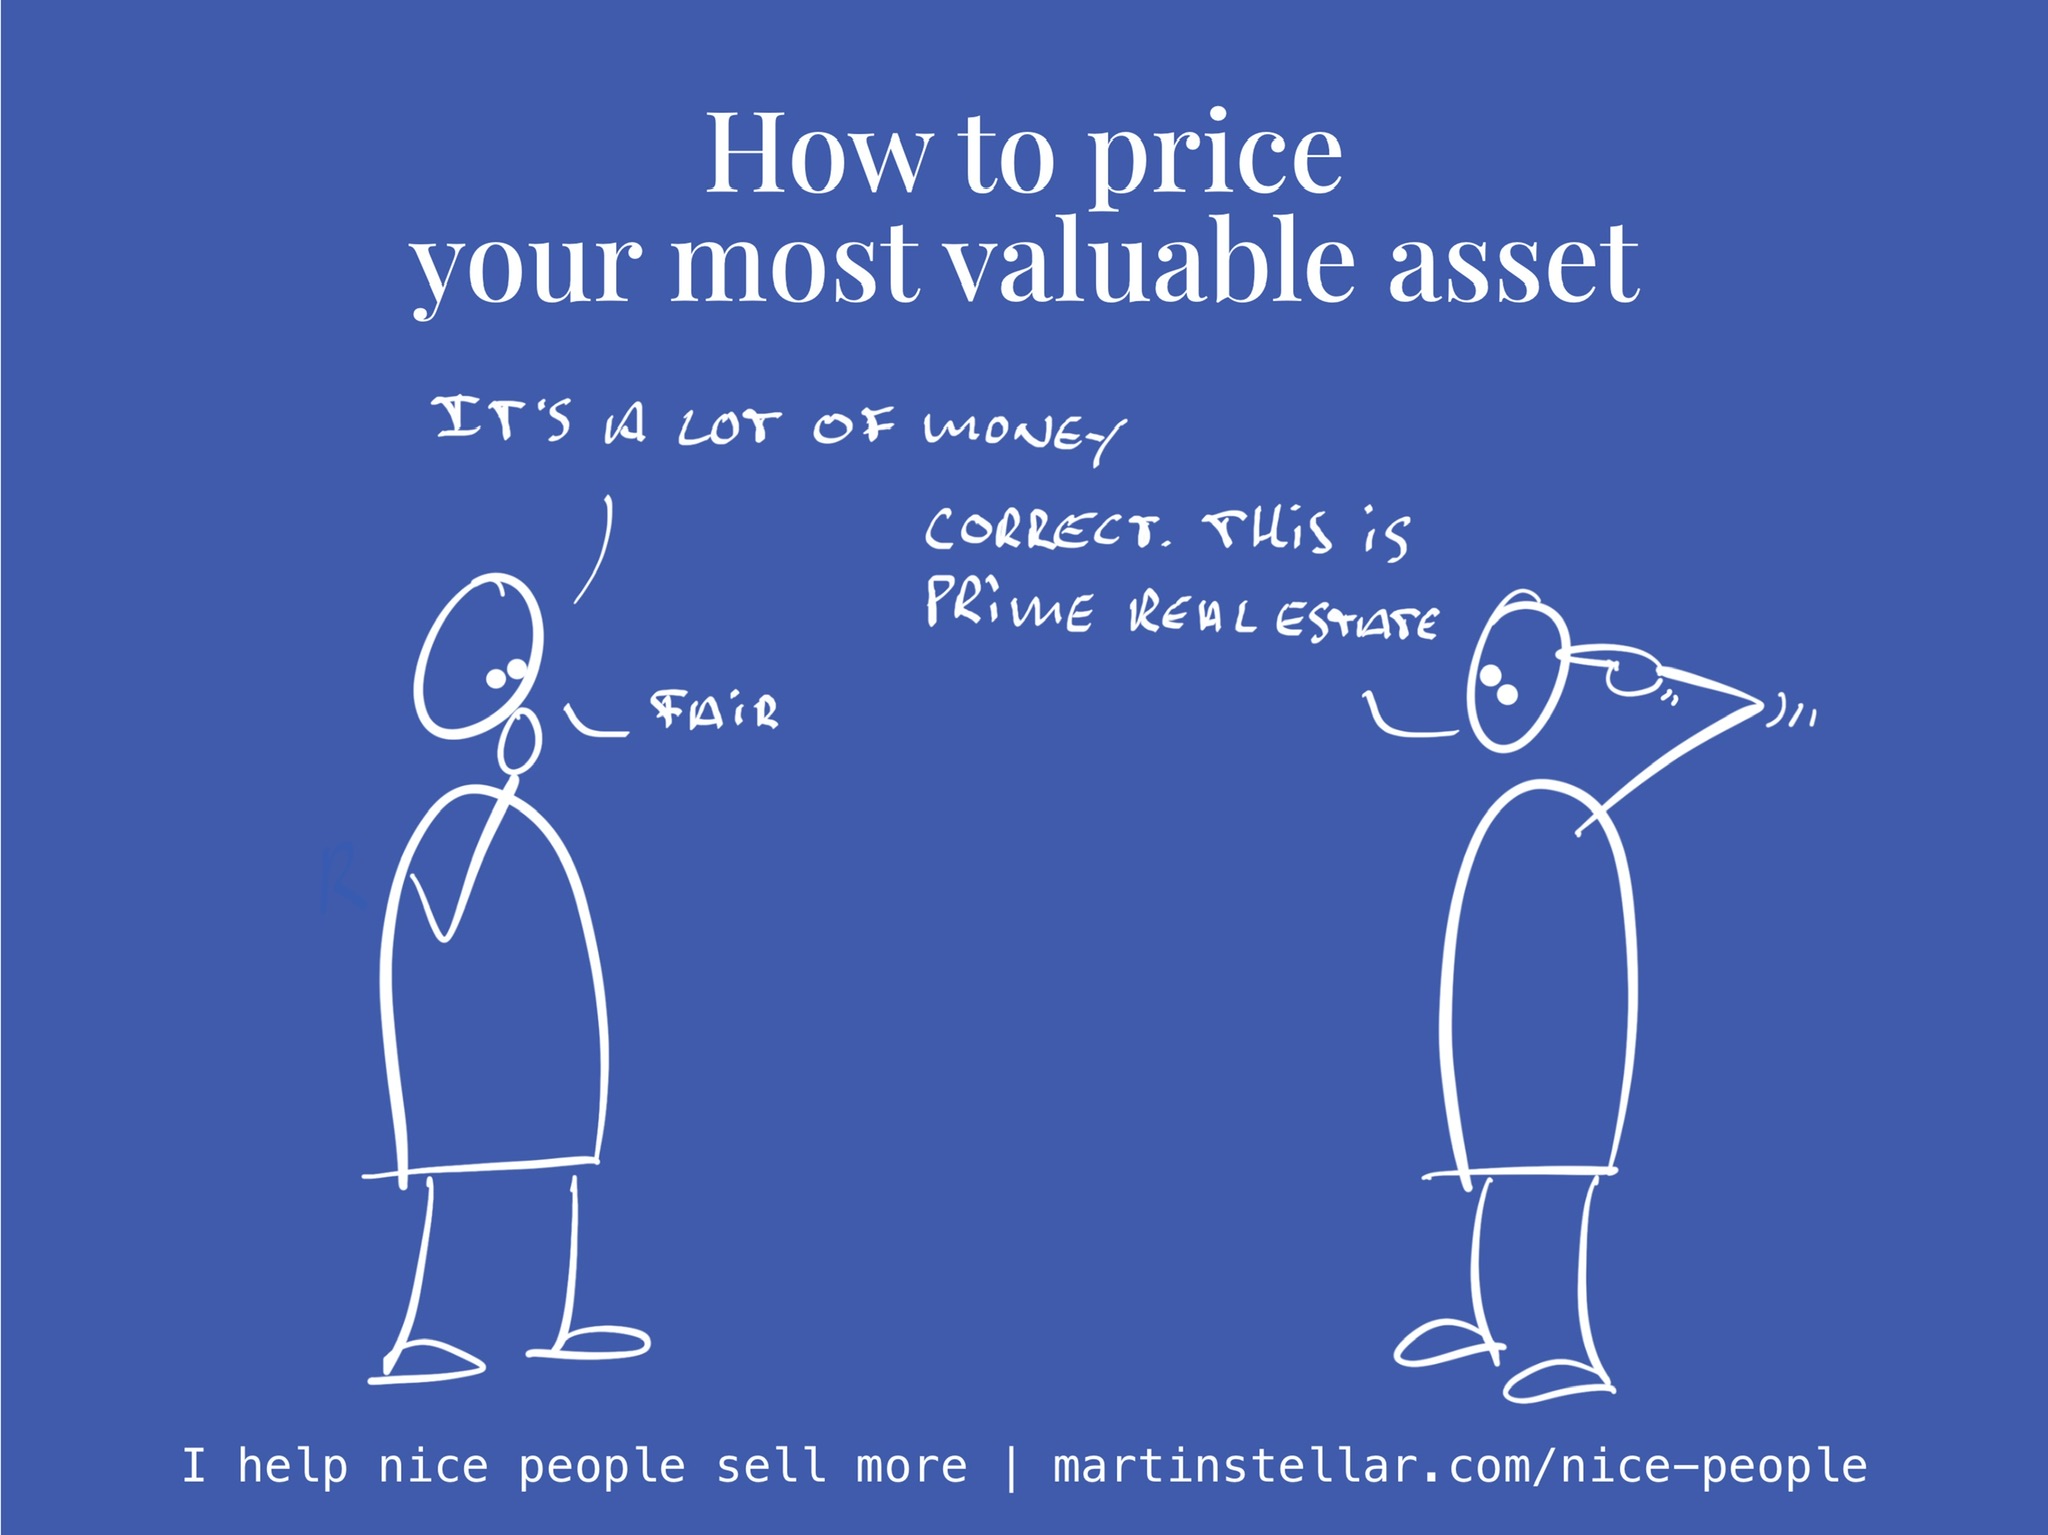 How to price
your most valuable asset
IT'S A LOT OF MONEY
CORRECT. THIS IS
PRIME REAL ESTATE
FAIR
R
I help nice people sell more | martinstellar.com/nice-people